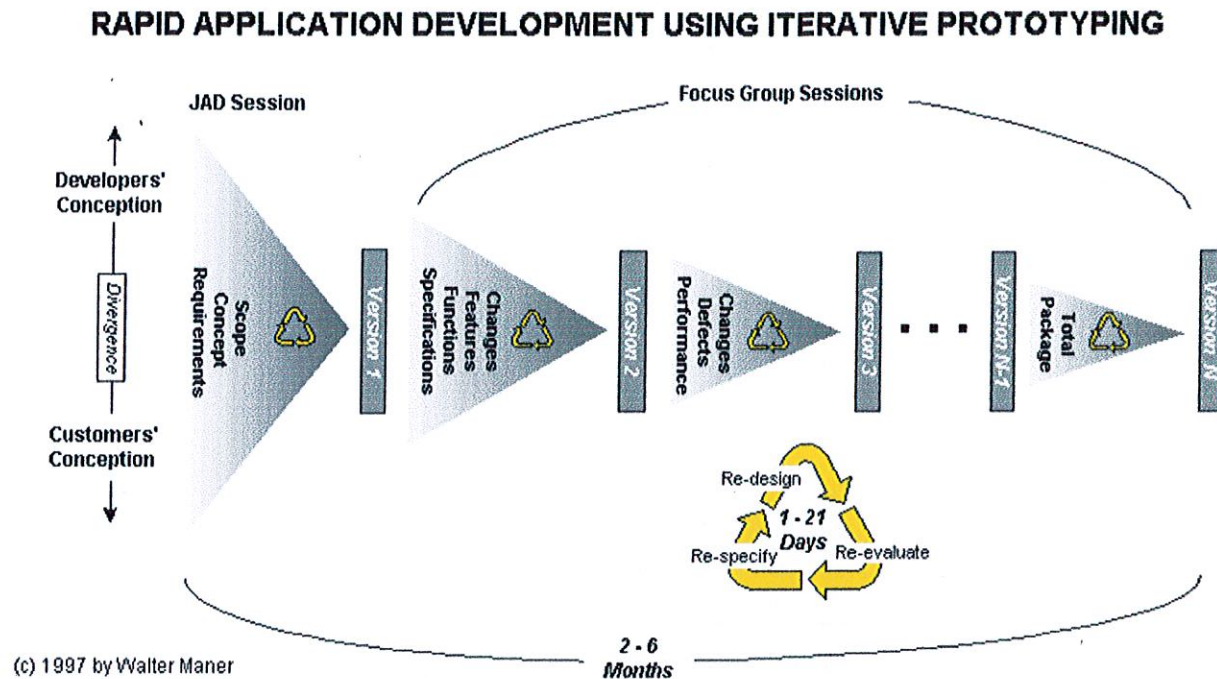 RAPID APPLICATION DEVELOPMENT USING ITERATIVE PROTOTYPING
JAD Session
Focus Group Sessions
Developers'
Conception
Divergence
Customers'
Conception
Scope
Concept
Requirements
Version 1
Changes
Features
Functions
Specifications
Version 2
Changes
Defects
Performance
Version 3
Version N-1
Total
Package
Version N
Re-design
1 - 21
Days
Re-specify
Re-evaluate
2 - 6
Months
(c) 1997 by Walter Maner